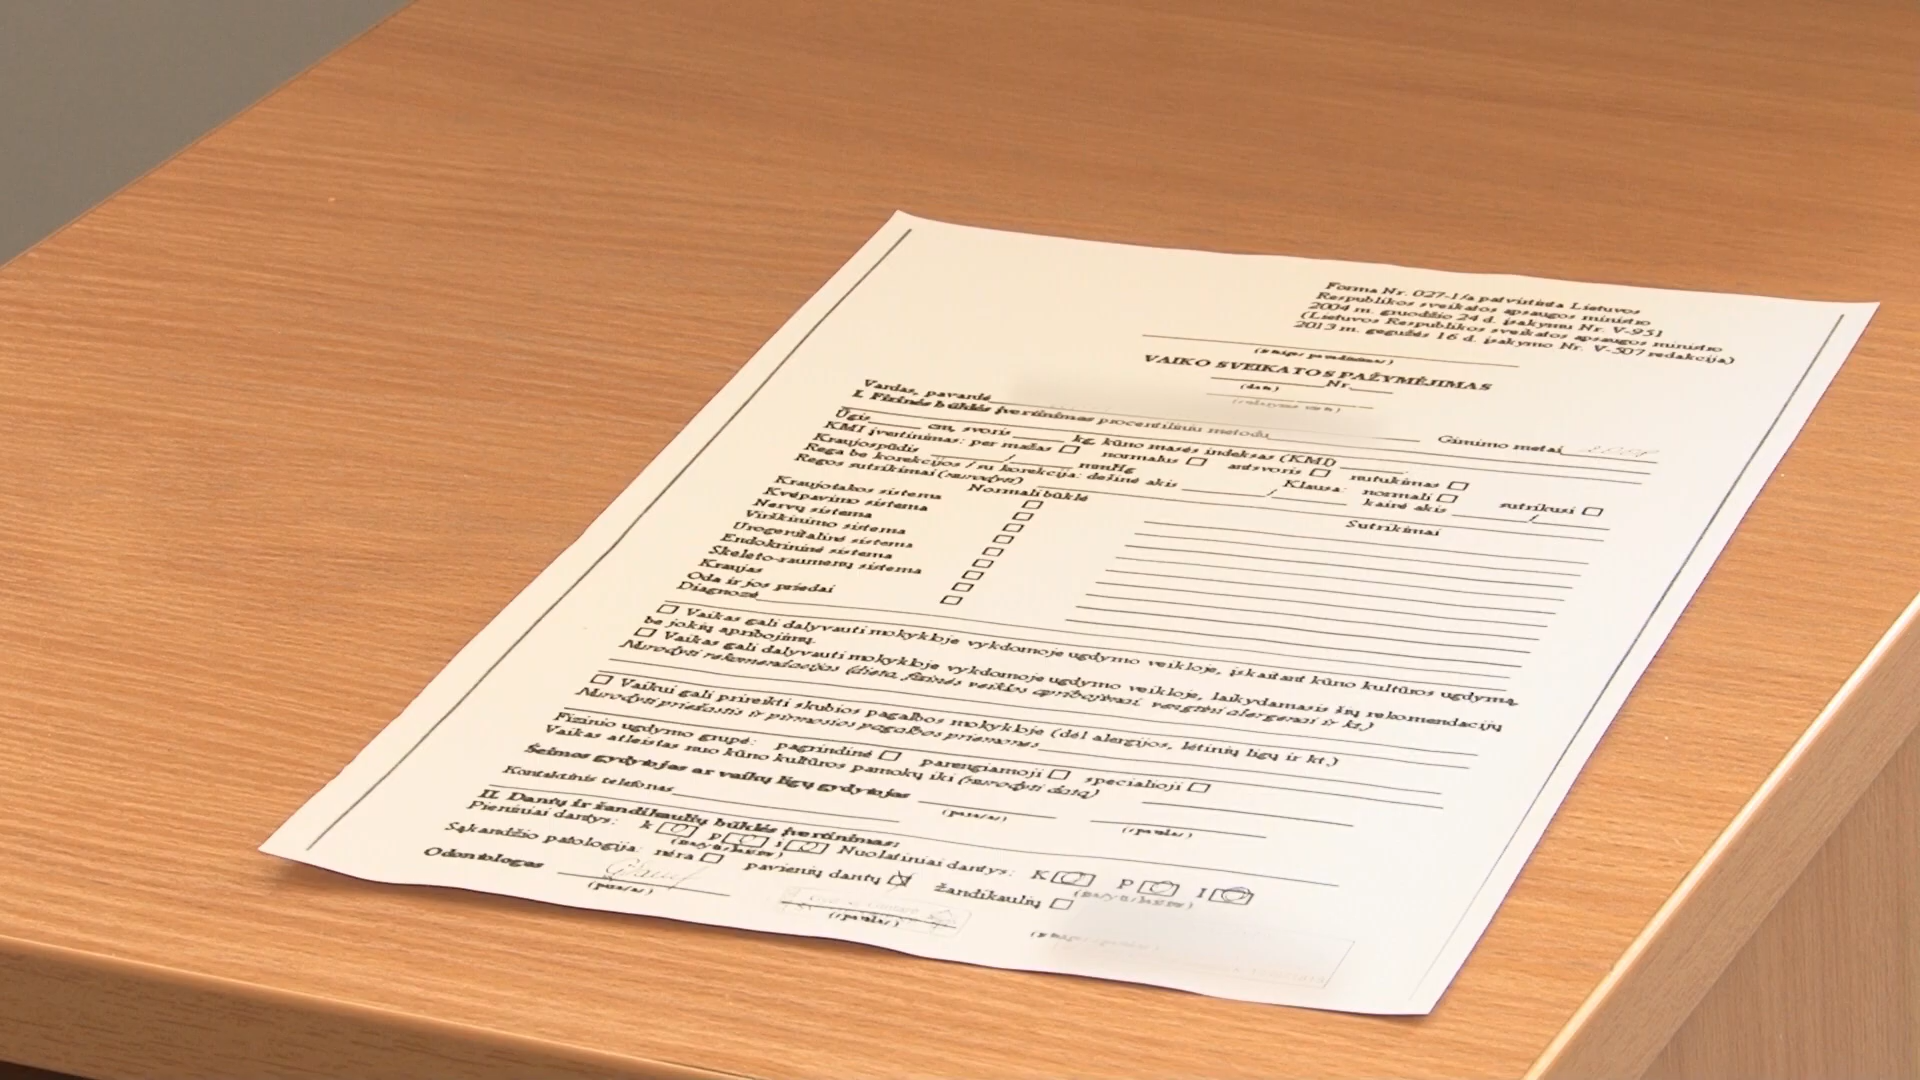 Forma Nr. 027-1/a patvirtinta Lietuvos
Respublikos sveikatos apsaugos ministro
2004 m. gruodžio 24 d. įsakymu Nr. V-951
(Lietuvos Respublikos sveikatos apsaugos ministro
2013 m. gegužės 16 d. įsakymo Nr. V-507 redakcija)
VAIKO SVEIKATOS PAŽYMĖJIMAS
(data) Nr.
Vardas, pavardė Gimimo metai
I. Fizinės būklės įvertinimas procentiliniu metodu
Ūgis cm, svoris kg, kūno masės indeksas (KMI)
KMI įvertinimas: per mažas normalus antsvoris nutukimas
Kraujospūdis / mmHg Klausa: normali sutrikusi
Rega be korekcijos / su korekcija: dešinė akis / kairė akis /
Regos sutrikimai (nurodyti)
Normali būklė Sutrikimai
Kraujotakos sistema
Kvėpavimo sistema
Nervų sistema
Virškinimo sistema
Urogenitalinė sistema
Endokrininė sistema
Skeleto-raumenų sistema
Kraujas
Oda ir jos priedai
Diagnozė
Vaikas gali dalyvauti mokykloje vykdomoje ugdymo veikloje, įskaitant kūno kultūros ugdymą,
be jokių apribojimų.
Vaikas gali dalyvauti mokykloje vykdomoje ugdymo veikloje, laikydamasis šių rekomendacijų
Nurodyti rekomendacijos (dieta, fizinės veiklos apribojimai, vengtini alergenai ir kt.)
Vaikui gali prireikti skubios pagalbos mokykloje (dėl alergijos, lėtinių ligų ir kt.)
Nurodyti priežastis ir pirmosios pagalbos priemones
Fizinio ugdymo grupė: pagrindinė parengiamoji specialioji
Vaikas atleistas nuo kūno kultūros pamokų iki (nurodyti datą)
Šeimos gydytojas ar vaikų ligų gydytojas
(parašas) (spaudas)
Kontaktinis telefonas
II. Dantų ir žandikaulių būklės įvertinimas:
Pieniniai dantys: k p i Nuolatiniai dantys: K P I
Sąkandžio patologija: nėra pavienių dantų žandikaulių
Odontologas
(parašas) (spaudas)